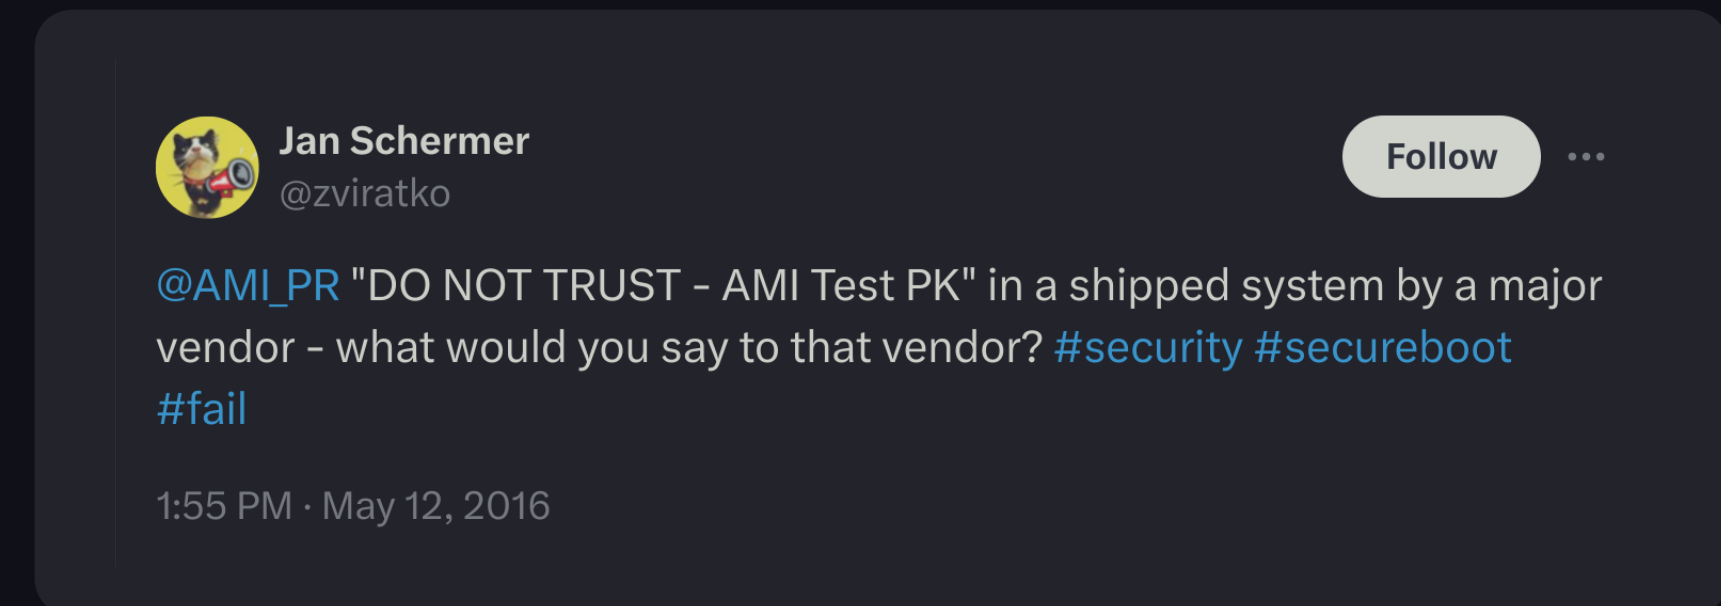 Jan Schermer
@zviratko
Follow
@AMI_PR "DO NOT TRUST - AMI Test PK" in a shipped system by a major
vendor - what would you say to that vendor? #security #secureboot
#fail
1:55 PM · May 12, 2016